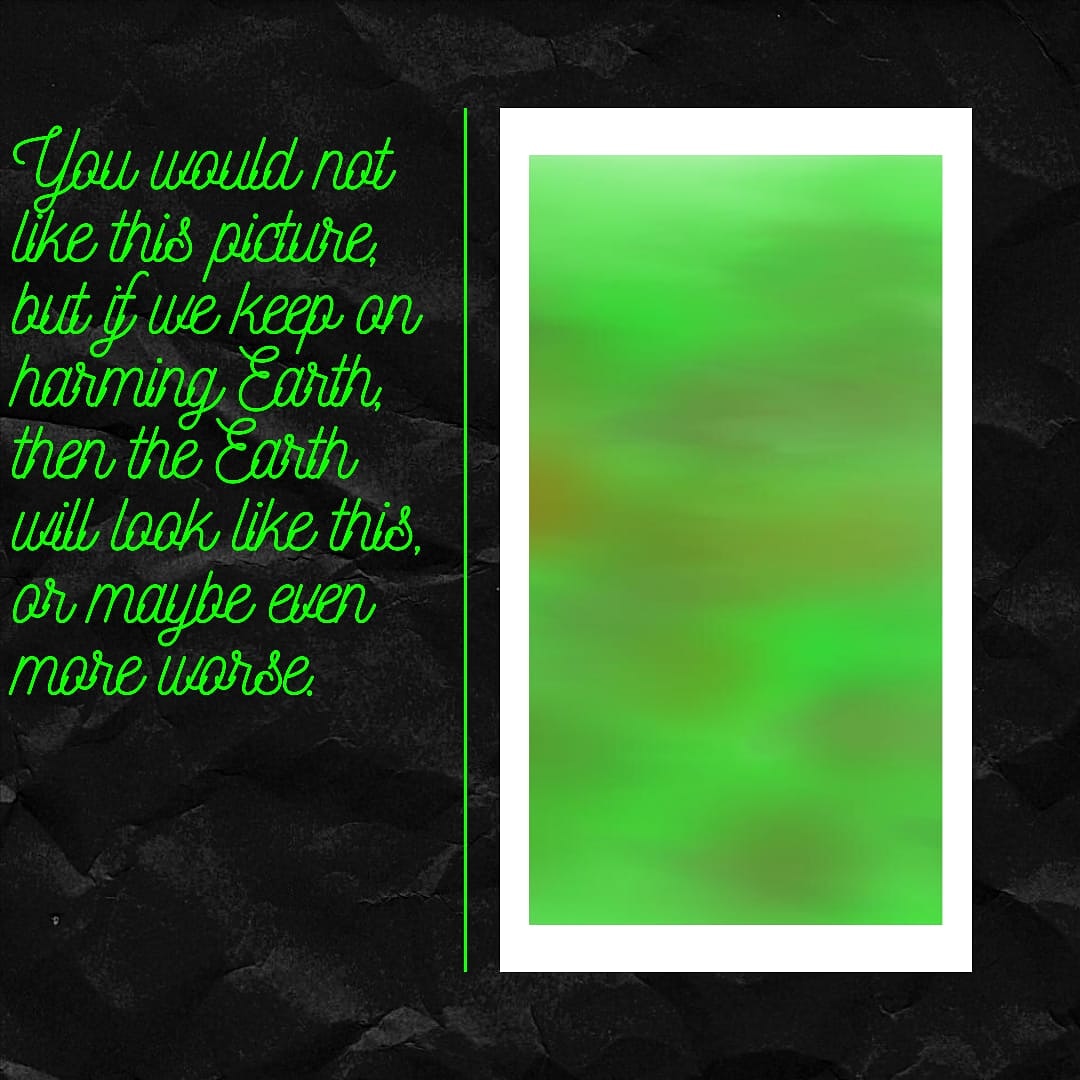 You would not
like this picture,
but if we keep on
harming Earth,
then the Earth
will look like this,
or maybe even
more worse.